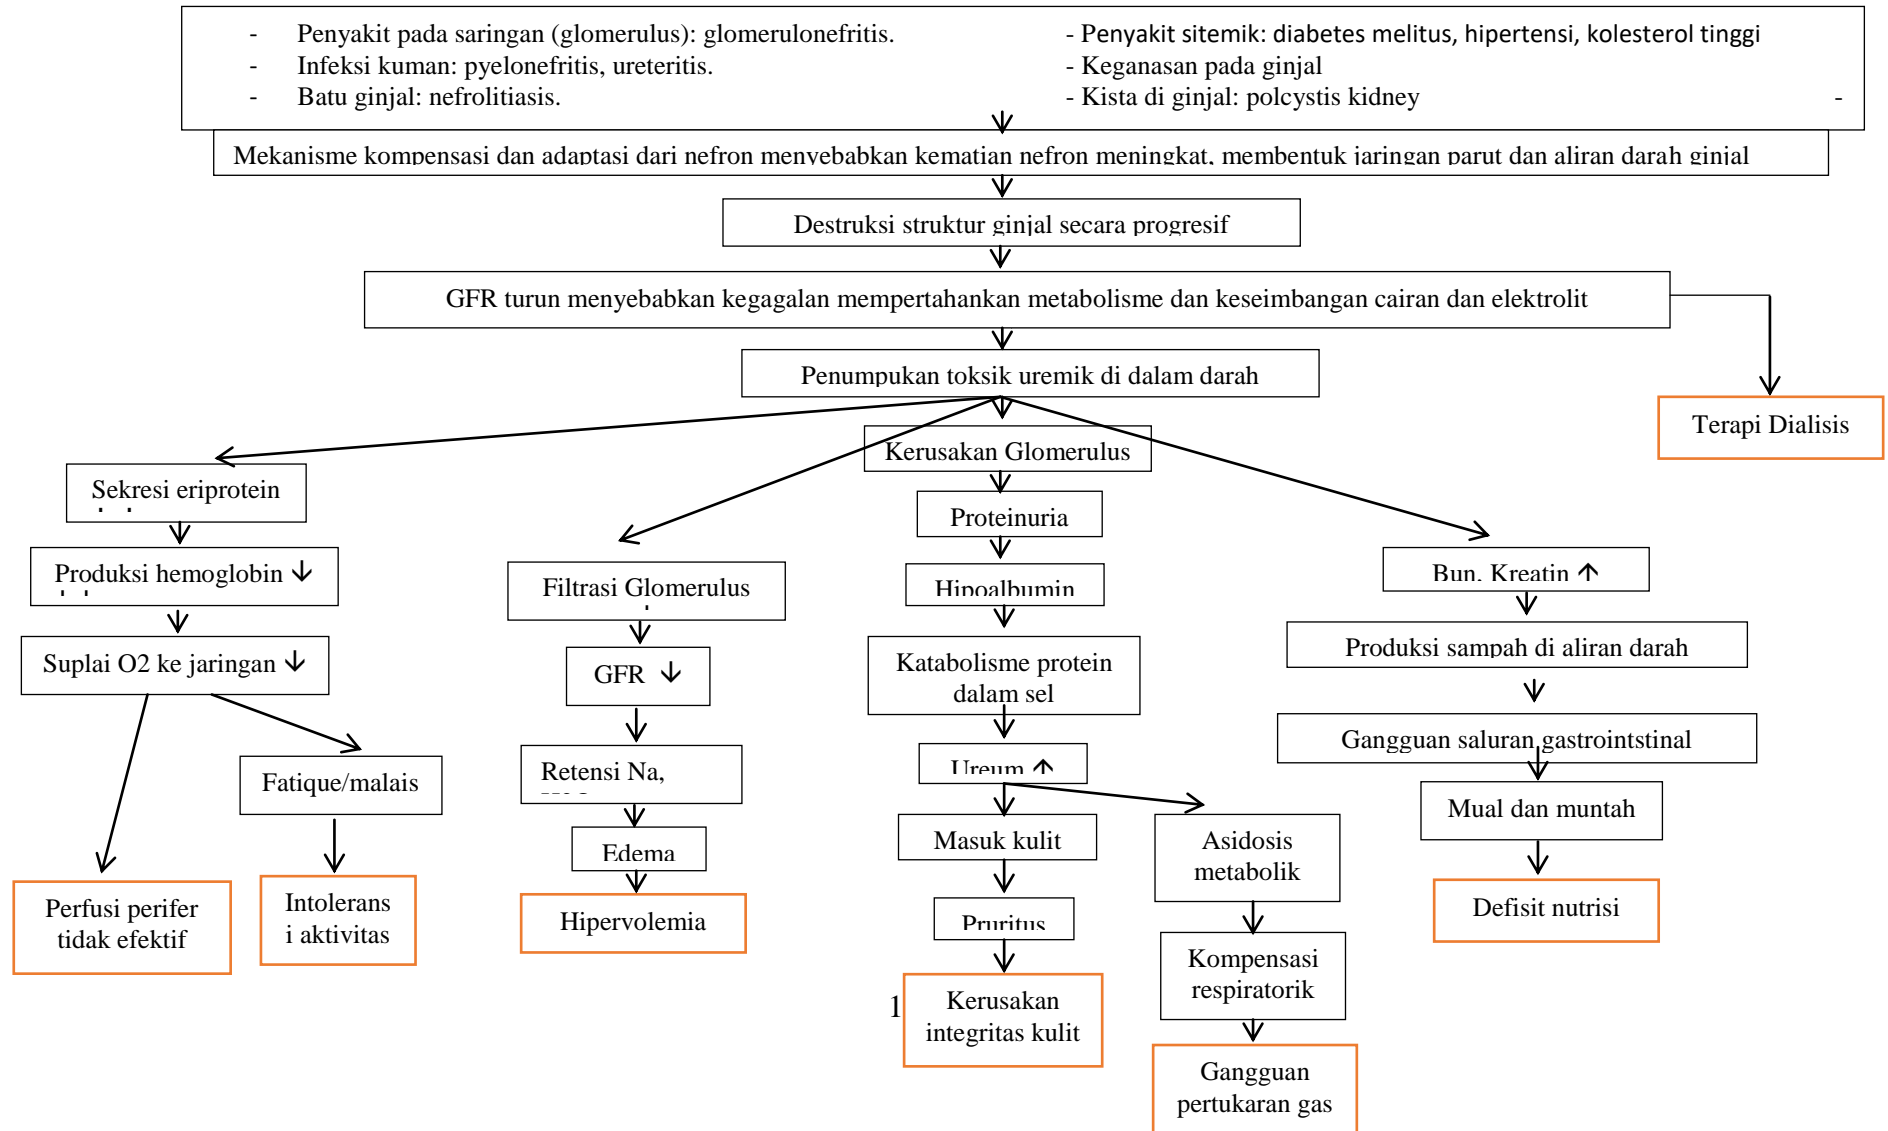 - Penyakit pada saringan (glomerulus): glomerulonefritis.
- Infeksi kuman: pyelonefritis, ureteritis.
- Batu ginjal: nefrolitiasis.
- Penyakit sitemik: diabetes melitus, hipertensi, kolesterol tinggi
- Keganasan pada ginjal
- Kista di ginjal: polcystis kidney -
Mekanisme kompensasi dan adaptasi dari nefron menyebabkan kematian nefron meningkat, membentuk jaringan parut dan aliran darah ginjal
Destruksi struktur ginjal secara progresif
GFR turun menyebabkan kegagalan mempertahankan metabolisme dan keseimbangan cairan dan elektrolit
Penumpukan toksik uremik di dalam darah
Terapi Dialisis
Sekresi eriprotein
Produksi hemoglobin ↓
Suplai O2 ke jaringan ↓
Fatique/malais
Perfusi perifer
tidak efektif
Intolerans
i aktivitas
Filtrasi Glomerulus
GFR ↓
Retensi Na,
Edema
Hipervolemia
Kerusakan Glomerulus
Proteinuria
Hipoalbumin
Katabolisme protein
dalam sel
Ureum ↑
Masuk kulit
Pruritus
1
Kerusakan
integritas kulit
Asidosis
metabolik
Kompensasi
respiratorik
Gangguan
pertukaran gas
Bun, Kreatin ↑
Produksi sampah di aliran darah
Gangguan saluran gastrointstinal
Mual dan muntah
Defisit nutrisi